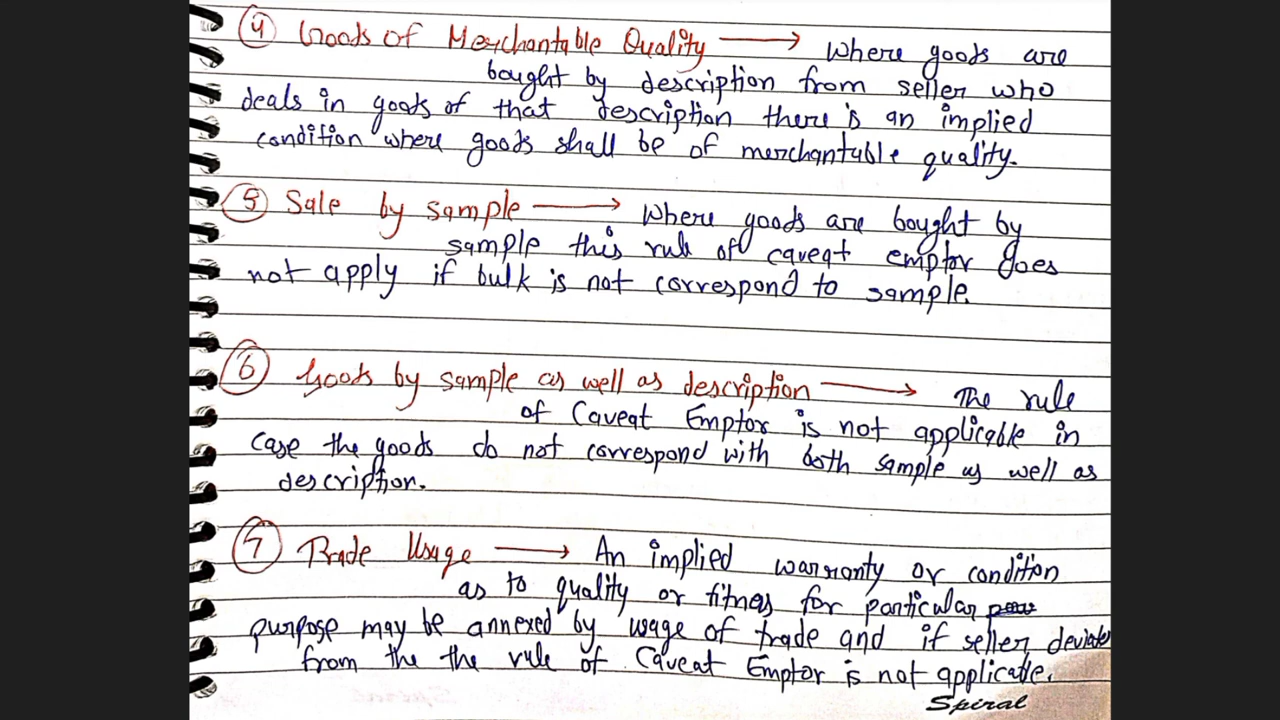 ④ Goods of Merchantable Quality → Where goods are
bought by description from seller who
deals in goods of that description there is an implied
condition where goods shall be of merchantable quality.
⑤ Sale by sample → Where goods are bought by
sample this rule of caveat emptor does
not apply if bulk is not correspond to sample.
⑥ Goods by sample as well as description → The rule
of Caveat Emptor is not applicable in
case the goods do not correspond with both sample as well as
description.
⑦ Trade Usage → An implied warranty or condition
as to quality or fitness for particular
purpose may be annexed by usage of trade and if seller deviates
from the the rule of Caveat Emptor is not applicable.
Spiral